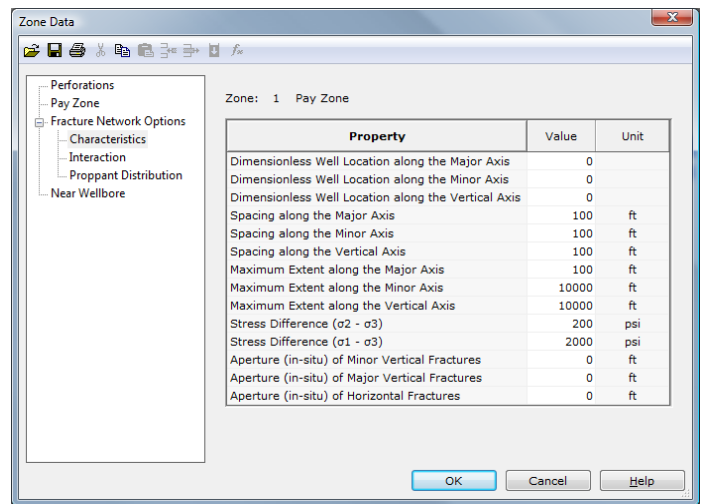 Zone Data
Perforations
Pay Zone
Fracture Network Options
Characteristics
Interaction
Proppant Distribution
Near Wellbore
Zone: 1 Pay Zone
Property Value Unit
Dimensionless Well Location along the Major Axis 0
Dimensionless Well Location along the Minor Axis 0
Dimensionless Well Location along the Vertical Axis 0
Spacing along the Major Axis 100 ft
Spacing along the Minor Axis 100 ft
Spacing along the Vertical Axis 100 ft
Maximum Extent along the Major Axis 100 ft
Maximum Extent along the Minor Axis 10000 ft
Maximum Extent along the Vertical Axis 10000 ft
Stress Difference (σ2 - σ3) 200 psi
Stress Difference (σ1 - σ3) 2000 psi
Aperture (in-situ) of Minor Vertical Fractures 0 ft
Aperture (in-situ) of Major Vertical Fractures 0 ft
Aperture (in-situ) of Horizontal Fractures 0 ft
OK Cancel Help